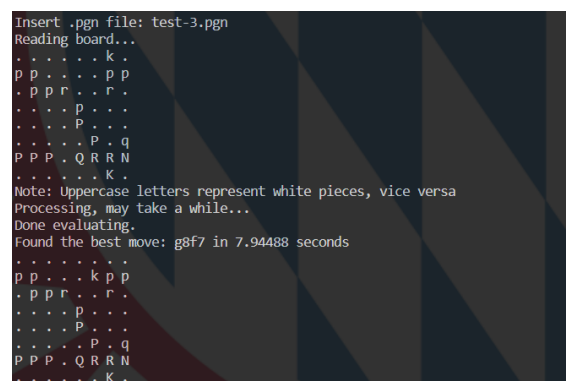 Insert .pgn file: test-3.pgn
Reading board...
. . . . . . k .
p p . . . . p p
. p p r . . r .
. . . . p . . .
. . . . P . . .
. . . . . P . q
P P P . Q R R N
. . . . . . K .
Note: Uppercase letters represent white pieces, vice versa
Processing, may take a while...
Done evaluating.
Found the best move: g8f7 in 7.94488 seconds
. . . . . . . .
p p . . . k p p
. p p r . . r .
. . . . p . . .
. . . . P . . .
. . . . . P . q
P P P . Q R R N
. . . . . . K .